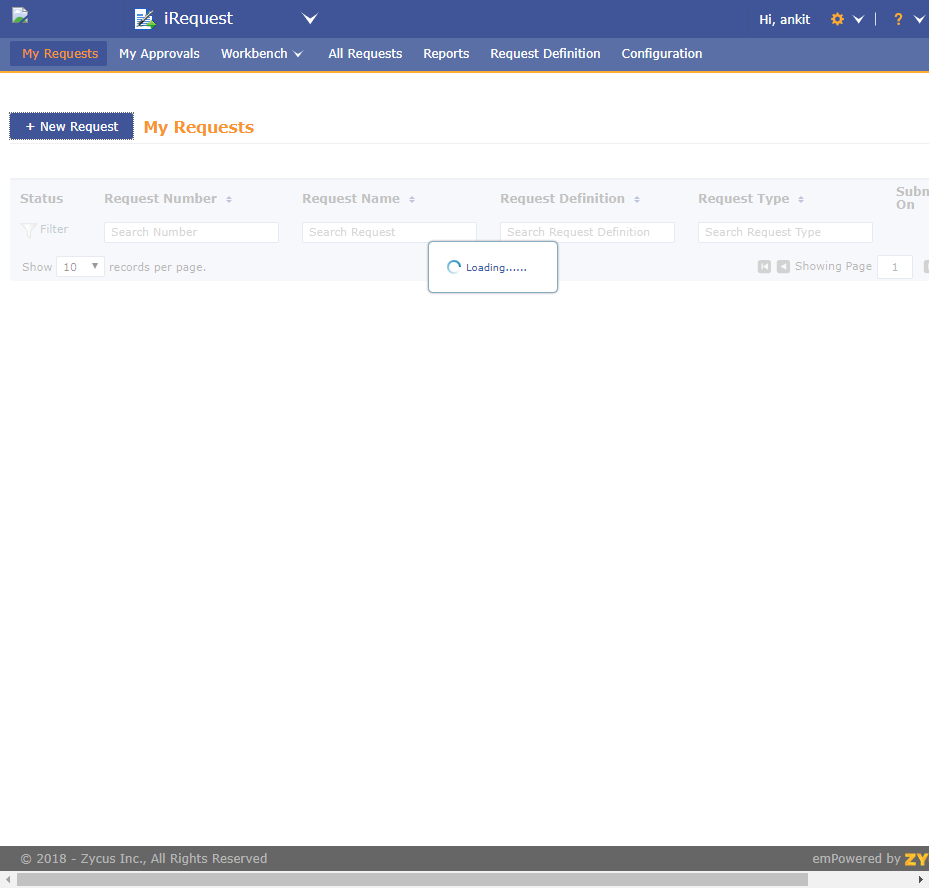 iRequest
Hi, ankit
?
My Requests My Approvals Workbench All Requests Reports Request Definition Configuration
+ New Request
My Requests
Status Request Number Request Name Request Definition Request Type
On
Filter Search Number Search Request Search Request Definition Search Request Type
Show 10 records per page.
Showing Page 1
Loading......
© 2018 - Zycus Inc., All Rights Reserved
emPowered by